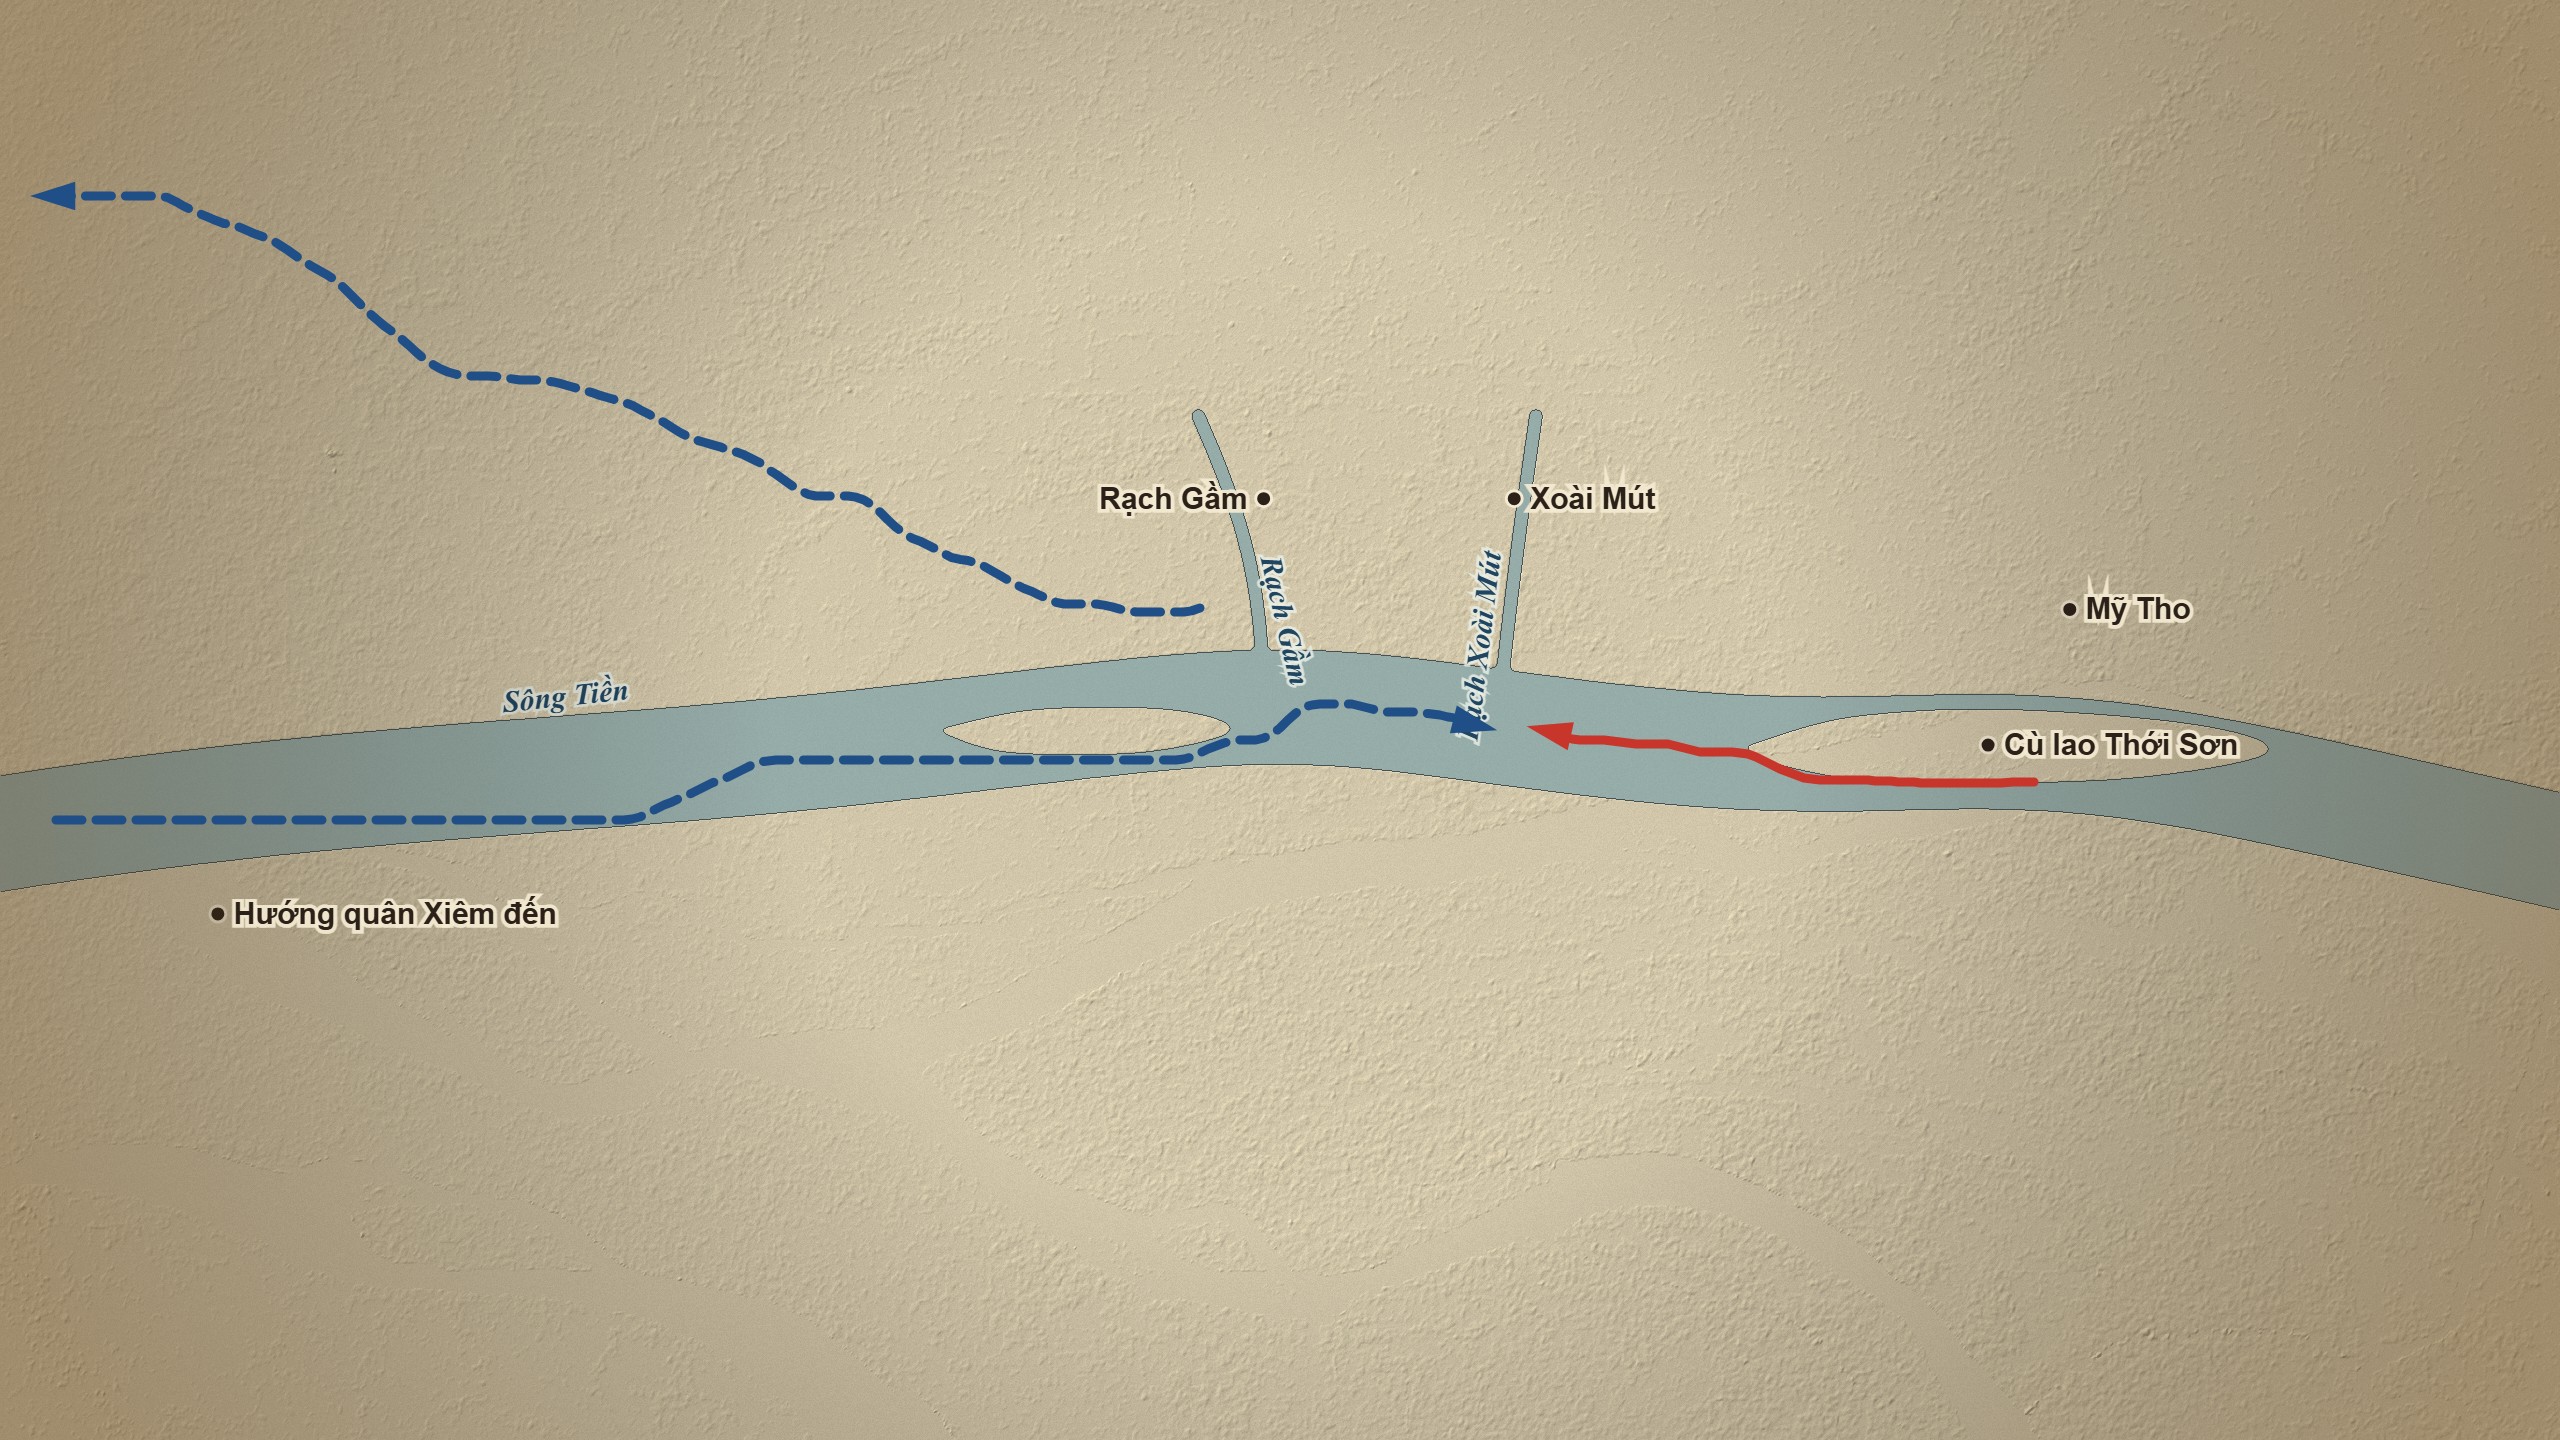 Rạch Gầm
Xoài Mút
Rạch Gầm
Rạch Xoài Mút
Mỹ Tho
Sông Tiền
Cù lao Thới Sơn
Hướng quân Xiêm đến